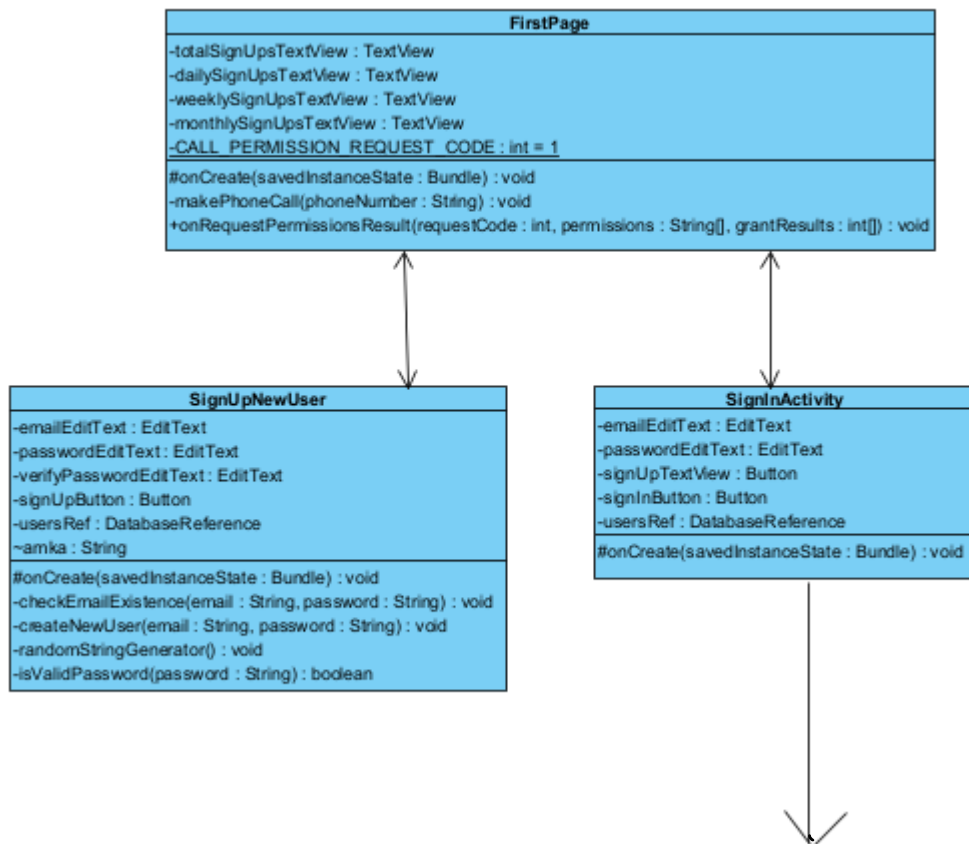 FirstPage
-totalSignUpsTextView : TextView
-dailySignUpsTextView : TextView
-weeklySignUpsTextView : TextView
-monthlySignUpsTextView : TextView
-CALL_PERMISSION_REQUEST_CODE : int = 1
#onCreate(savedInstanceState : Bundle) : void
-makePhoneCall(phoneNumber : String) : void
+onRequestPermissionsResult(requestCode : int, permissions : String[], grantResults : int[]) : void
SignUpNewUser
-emailEditText : EditText
-passwordEditText : EditText
-verifyPasswordEditText : EditText
-signUpButton : Button
-usersRef : DatabaseReference
~amka : String
#onCreate(savedInstanceState : Bundle) : void
-checkEmailExistence(email : String, password : String) : void
-createNewUser(email : String, password : String) : void
-randomStringGenerator() : void
-isValidPassword(password : String) : boolean
SignInActivity
-emailEditText : EditText
-passwordEditText : EditText
-signUpTextView : Button
-signInButton : Button
-usersRef : DatabaseReference
#onCreate(savedInstanceState : Bundle) : void